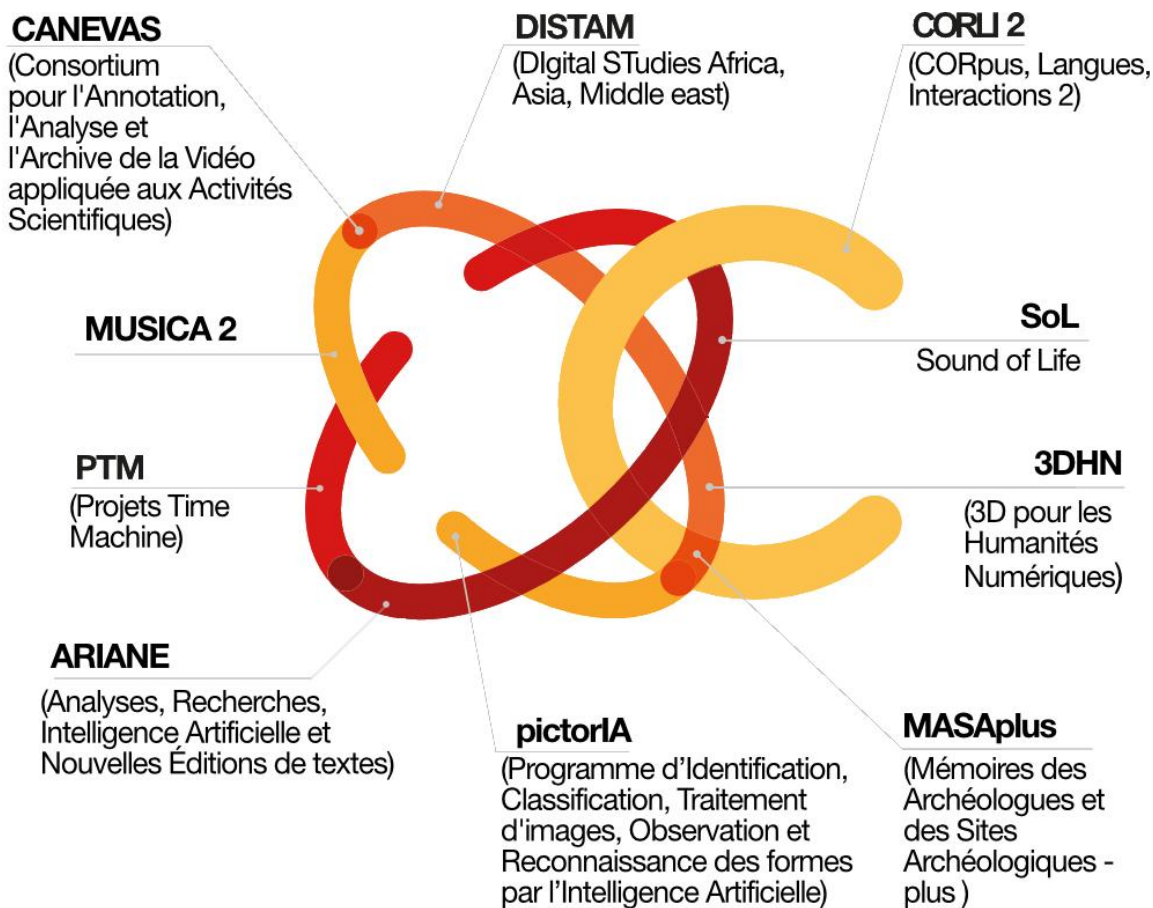 CANEVAS
(Consortium
pour l'Annotation,
l'Analyse et
l'Archive de la Vidéo
appliquée aux Activités
Scientifiques)
DISTAM
(DIgital STudies Africa,
Asia, Middle east)
CORLI 2
(CORpus, Langues,
Interactions 2)
MUSICA 2
SoL
Sound of Life
PTM
(Projets Time
Machine)
3DHN
(3D pour les
Humanités
Numériques)
ARIANE
(Analyses, Recherches,
Intelligence Artificielle et
Nouvelles Éditions de textes)
pictorIA
(Programme d’Identification,
Classification, Traitement
d'images, Observation et
Reconnaissance des formes
par l’Intelligence Artificielle)
MASAplus
(Mémoires des
Archéologues et
des Sites
Archéologiques -
plus )